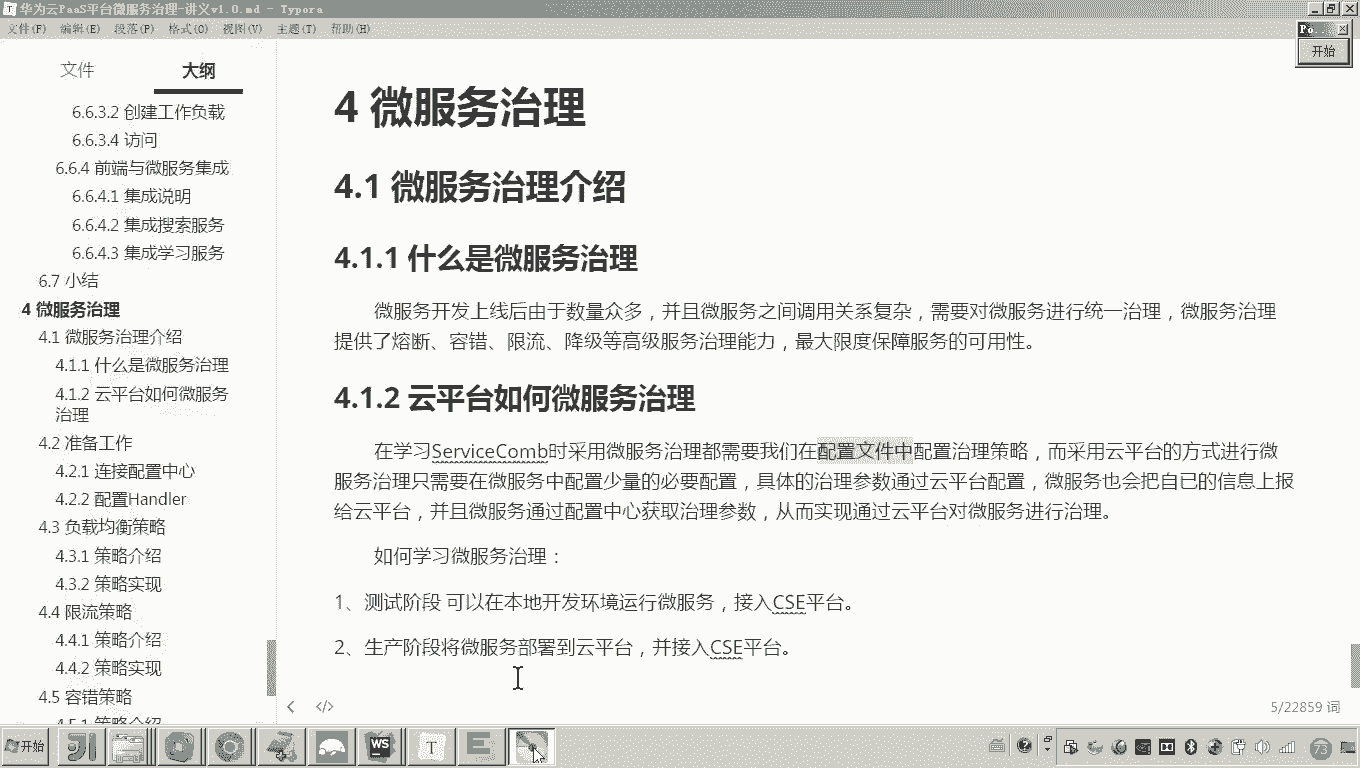 华为云PaaS平台微服务治理-讲义v1.0.md - Typora
文件(F) 编辑(E) 段落(P) 格式(O) 视图(V) 主题(T) 帮助(H)
Po
开始
文件 大纲
6.6.3.2 创建工作负载
6.6.3.4 访问
6.6.4 前端与微服务集成
6.6.4.1 集成说明
6.6.4.2 集成搜索服务
6.6.4.3 集成学习服务
6.7 小结
4 微服务治理
4.1 微服务治理介绍
4.1.1 什么是微服务治理
4.1.2 云平台如何微服务
治理
4.2 准备工作
4.2.1 连接配置中心
4.2.2 配置Handler
4.3 负载均衡策略
4.3.1 策略介绍
4.3.2 策略实现
4.4 限流策略
4.4.1 策略介绍
4.4.2 策略实现
4.5 容错策略
4.5.1 策略介绍
4 微服务治理
4.1 微服务治理介绍
4.1.1 什么是微服务治理
微服务开发上线后由于数量众多，并且微服务之间调用关系复杂，需要对微服务进行统一治理，微服务治理
提供了熔断、容错、限流、降级等高级服务治理能力，最大限度保障服务的可用性。
4.1.2 云平台如何微服务治理
在学习ServiceComb时采用微服务治理都需要我们在配置文件中配置治理策略，而采用云平台的方式进行微
服务治理只需要在微服务中配置少量的必要配置，具体的治理参数通过云平台配置，微服务也会把自已的信息上报
给云平台，并且微服务通过配置中心获取治理参数，从而实现通过云平台对微服务进行治理。
如何学习微服务治理：
1、测试阶段 可以在本地开发环境运行微服务，接入CSE平台。
2、生产阶段将微服务部署到云平台，并接入CSE平台。
5/22859 词
开始
WS
T
73